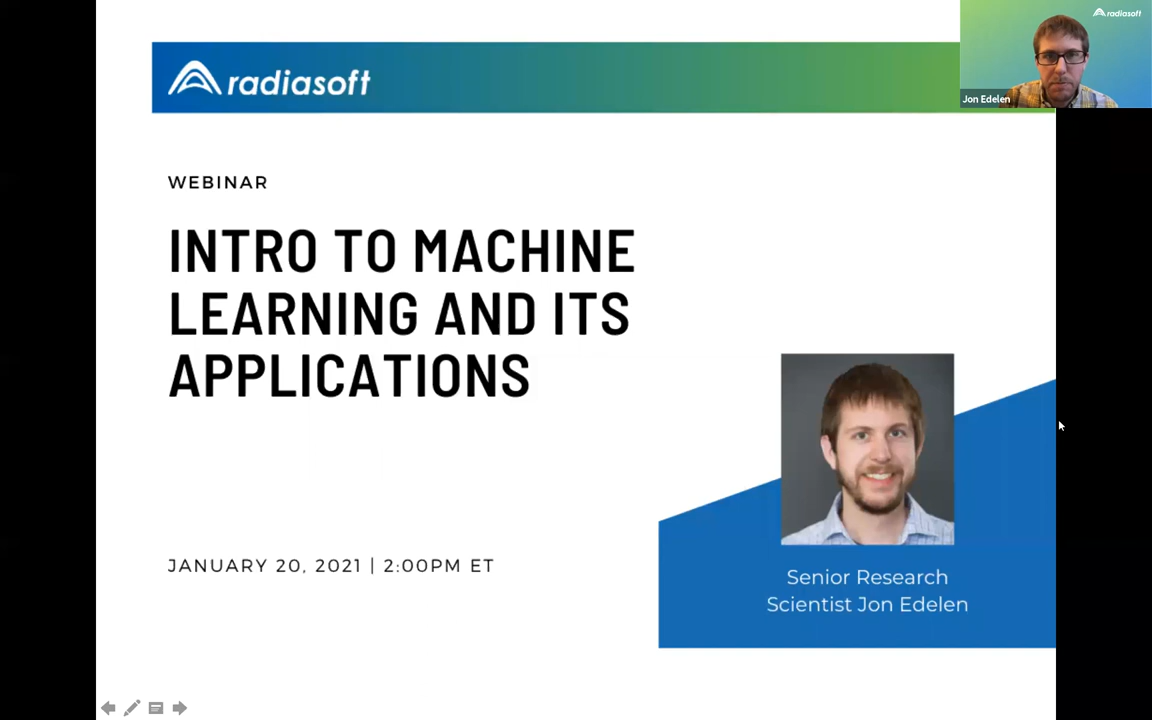 radiasoft
radiasoft
Jon Edelen
WEBINAR
INTRO TO MACHINE
LEARNING AND ITS
APPLICATIONS
JANUARY 20, 2021 | 2:00PM ET
Senior Research
Scientist Jon Edelen